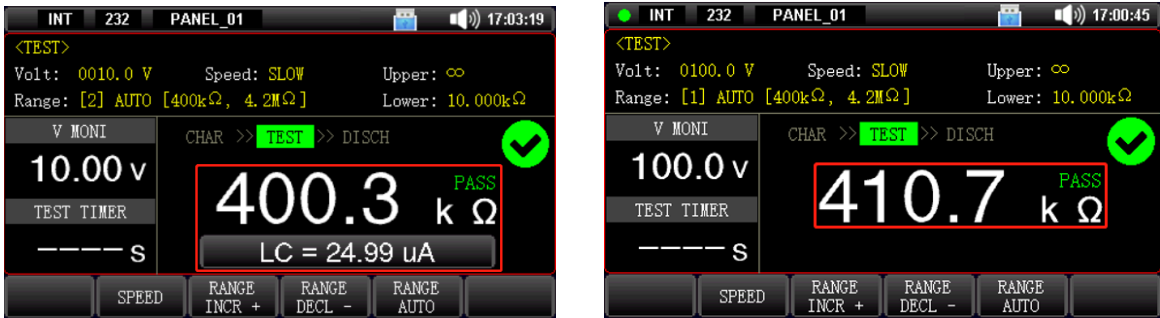 INT 232 PANEL_01 17:03:19
<TEST>
Volt: 0010.0 V Speed: SLOW Upper: ∞
Range: [2] AUTO [400kΩ, 4.2MΩ] Lower: 10.000kΩ
V MONI
CHAR >> TEST >> DISCH
10.00 v
400.3 PASS
k Ω
TEST TIMER
LC = 24.99 uA
---- s
SPEED RANGE INCR + RANGE DECL - RANGE AUTO
INT 232 PANEL_01 17:00:45
<TEST>
Volt: 0100.0 V Speed: SLOW Upper: ∞
Range: [1] AUTO [400kΩ, 4.2MΩ] Lower: 10.000kΩ
V MONI
CHAR >> TEST >> DISCH
100.0 v
410.7 PASS
k Ω
TEST TIMER
---- s
SPEED RANGE INCR + RANGE DECL - RANGE AUTO